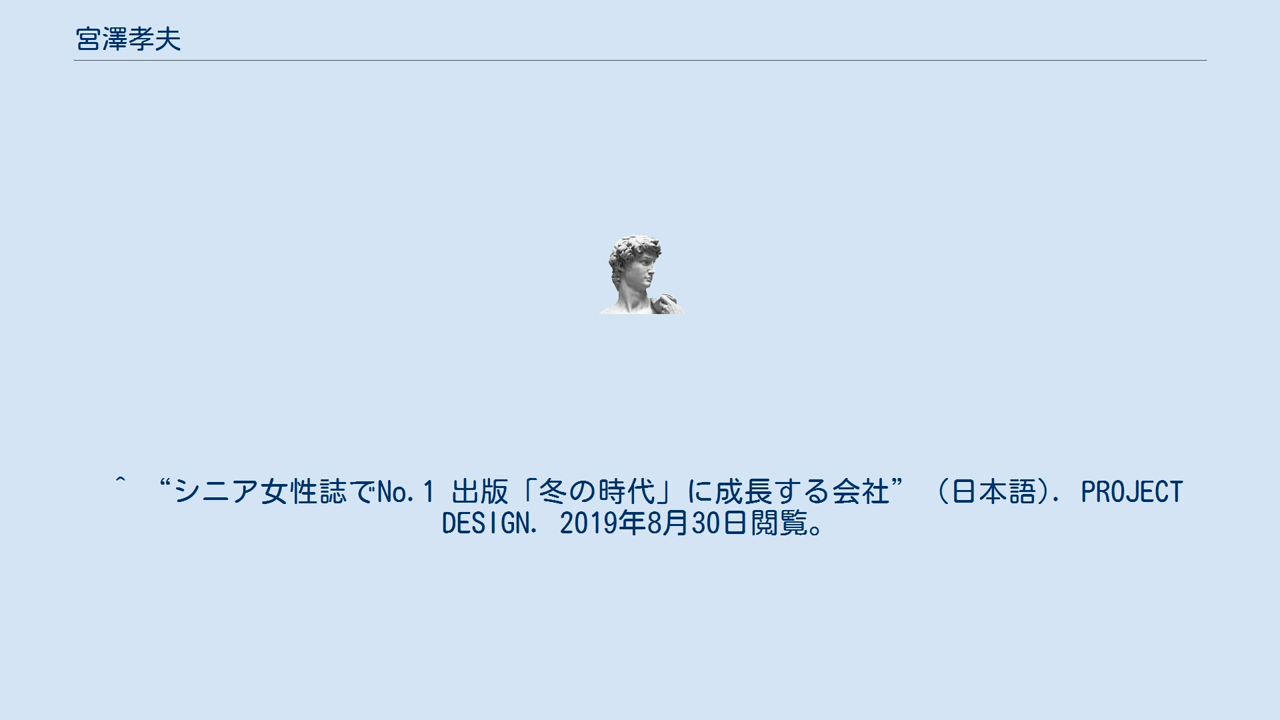 宮澤孝夫
^ “シニア女性誌でNo.1 出版「冬の時代」に成長する会社” (日本語). PROJECT
DESIGN. 2019年8月30日閲覧。